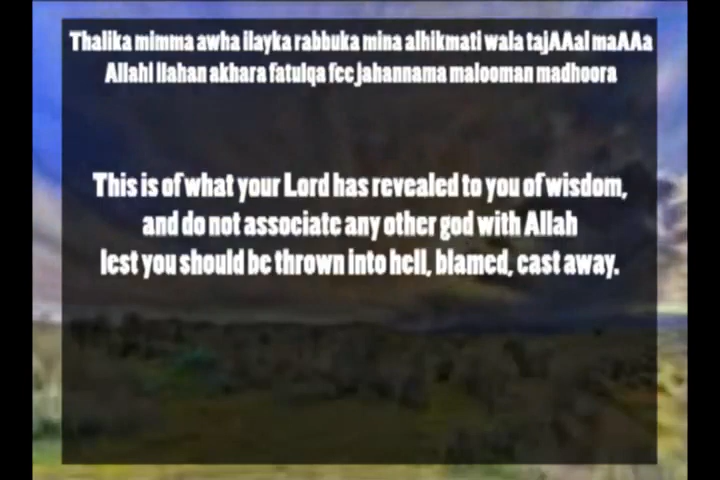 Thalika mimma awha ilayka rabbuka mina alhikmati wala tajAAal maAAa
Allahi ilahan akhara fatulqa fee jahannama malooman madhoora
This is of what your Lord has revealed to you of wisdom,
and do not associate any other god with Allah
lest you should be thrown into hell, blamed, cast away.